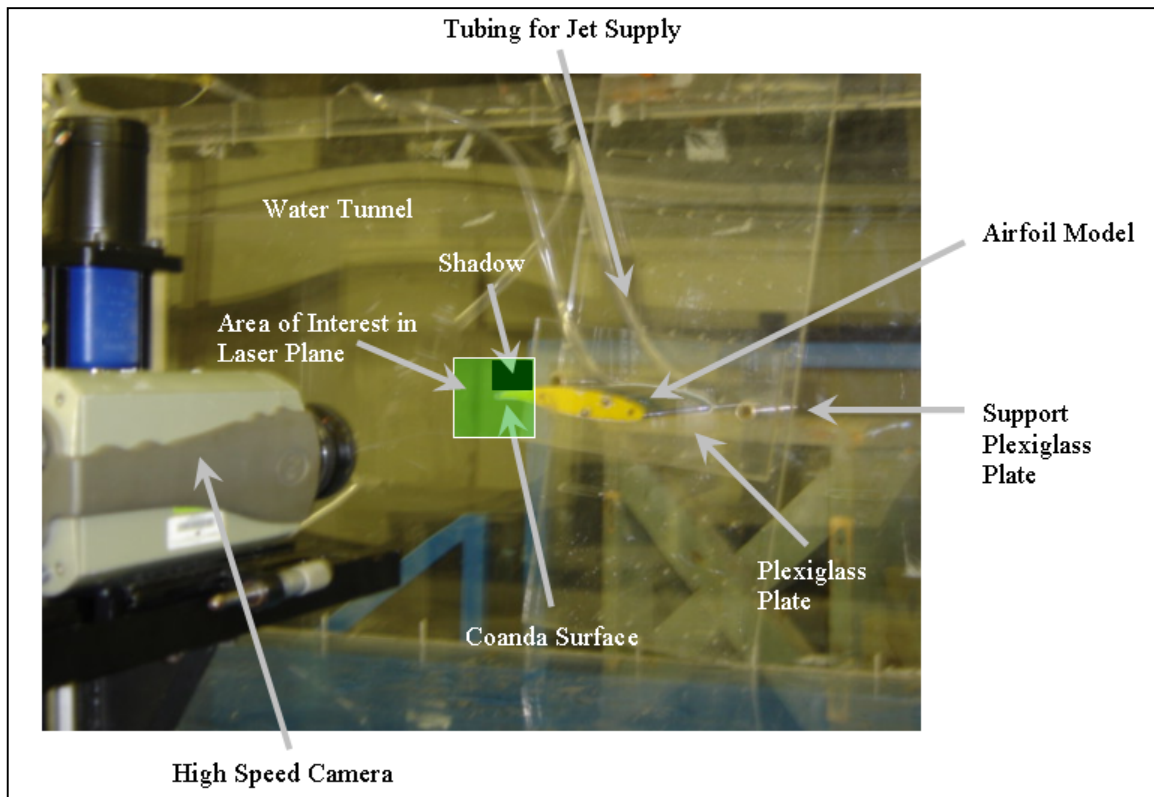 Tubing for Jet Supply
Water Tunnel
Airfoil Model
Shadow
Area of Interest in
Laser Plane
Support
Plexiglass
Plate
Plexiglass
Plate
Coanda Surface
High Speed Camera